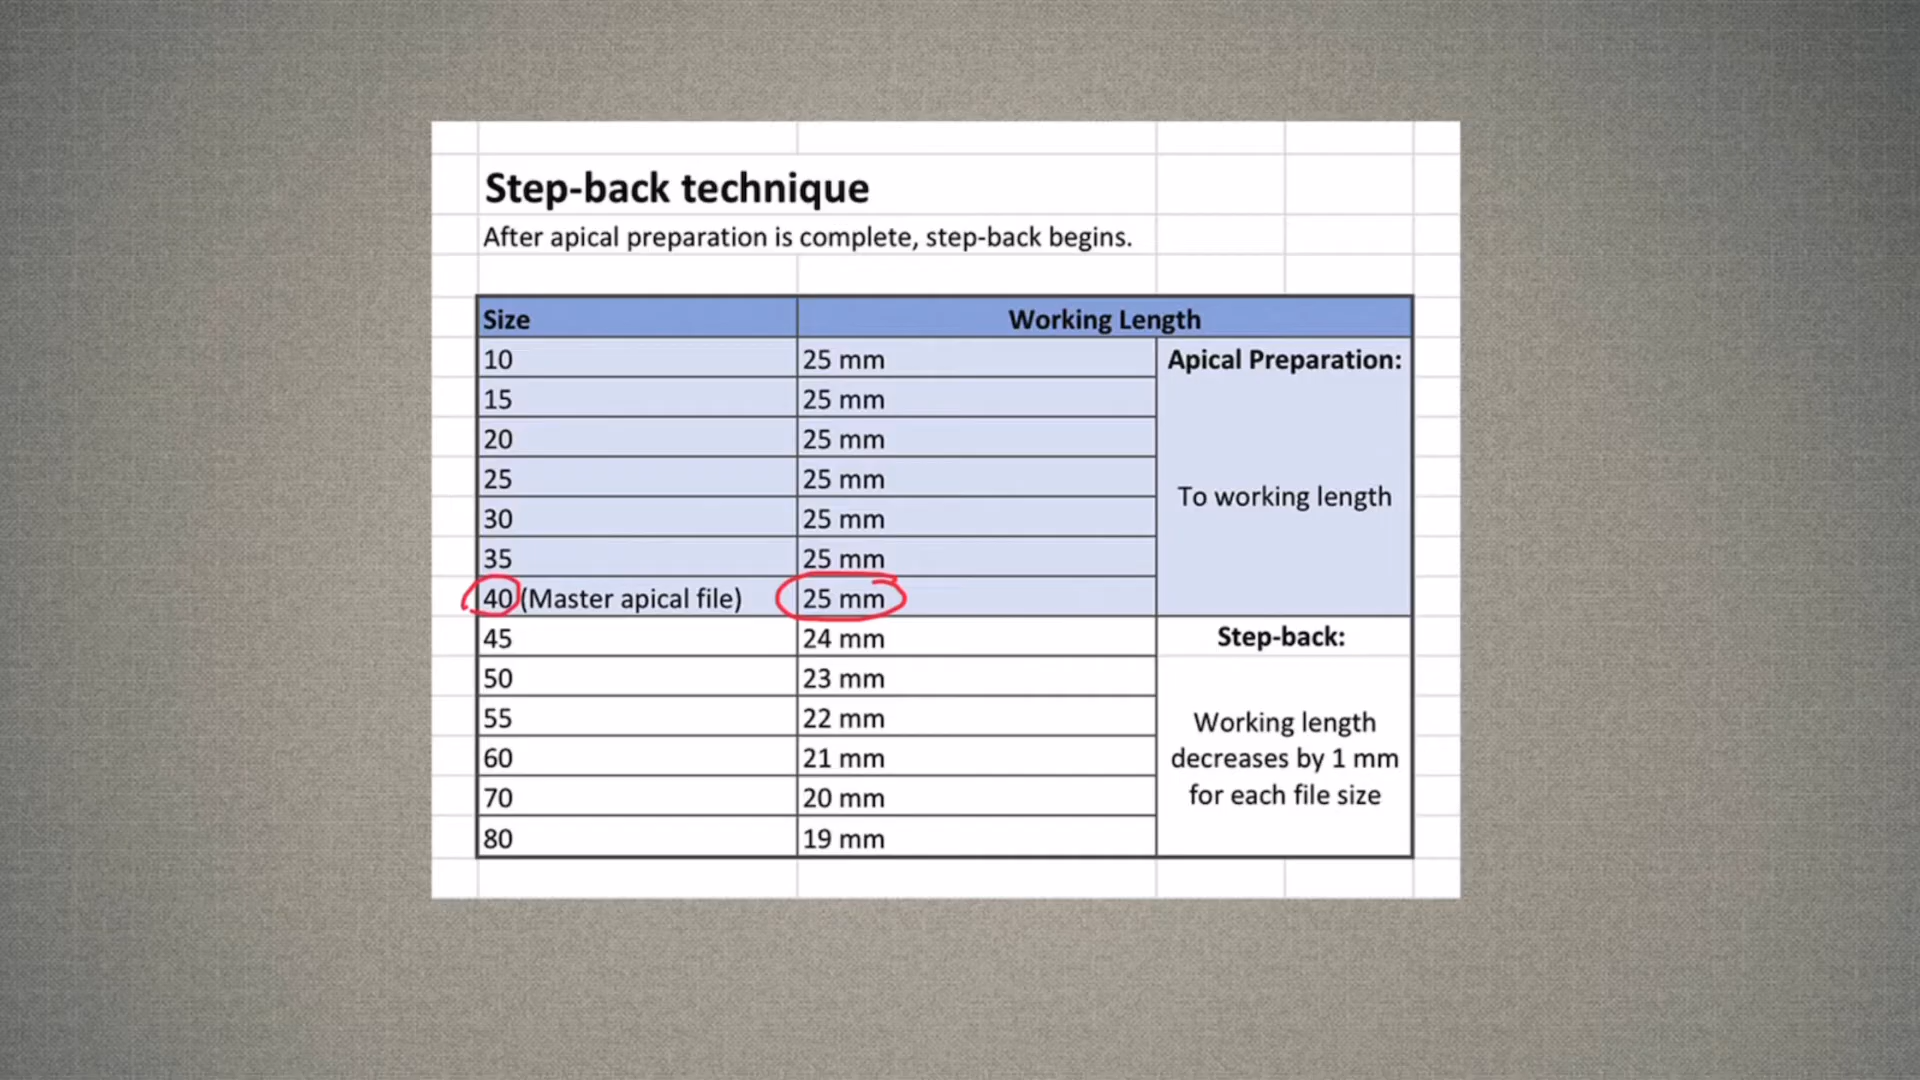 Step-back technique
After apical preparation is complete, step-back begins.
Size Working Length
10 25 mm Apical Preparation:
15 25 mm
20 25 mm
25 25 mm To working length
30 25 mm
35 25 mm
40 (Master apical file) 25 mm
45 24 mm Step-back:
50 23 mm
55 22 mm Working length
60 21 mm decreases by 1 mm
70 20 mm for each file size
80 19 mm